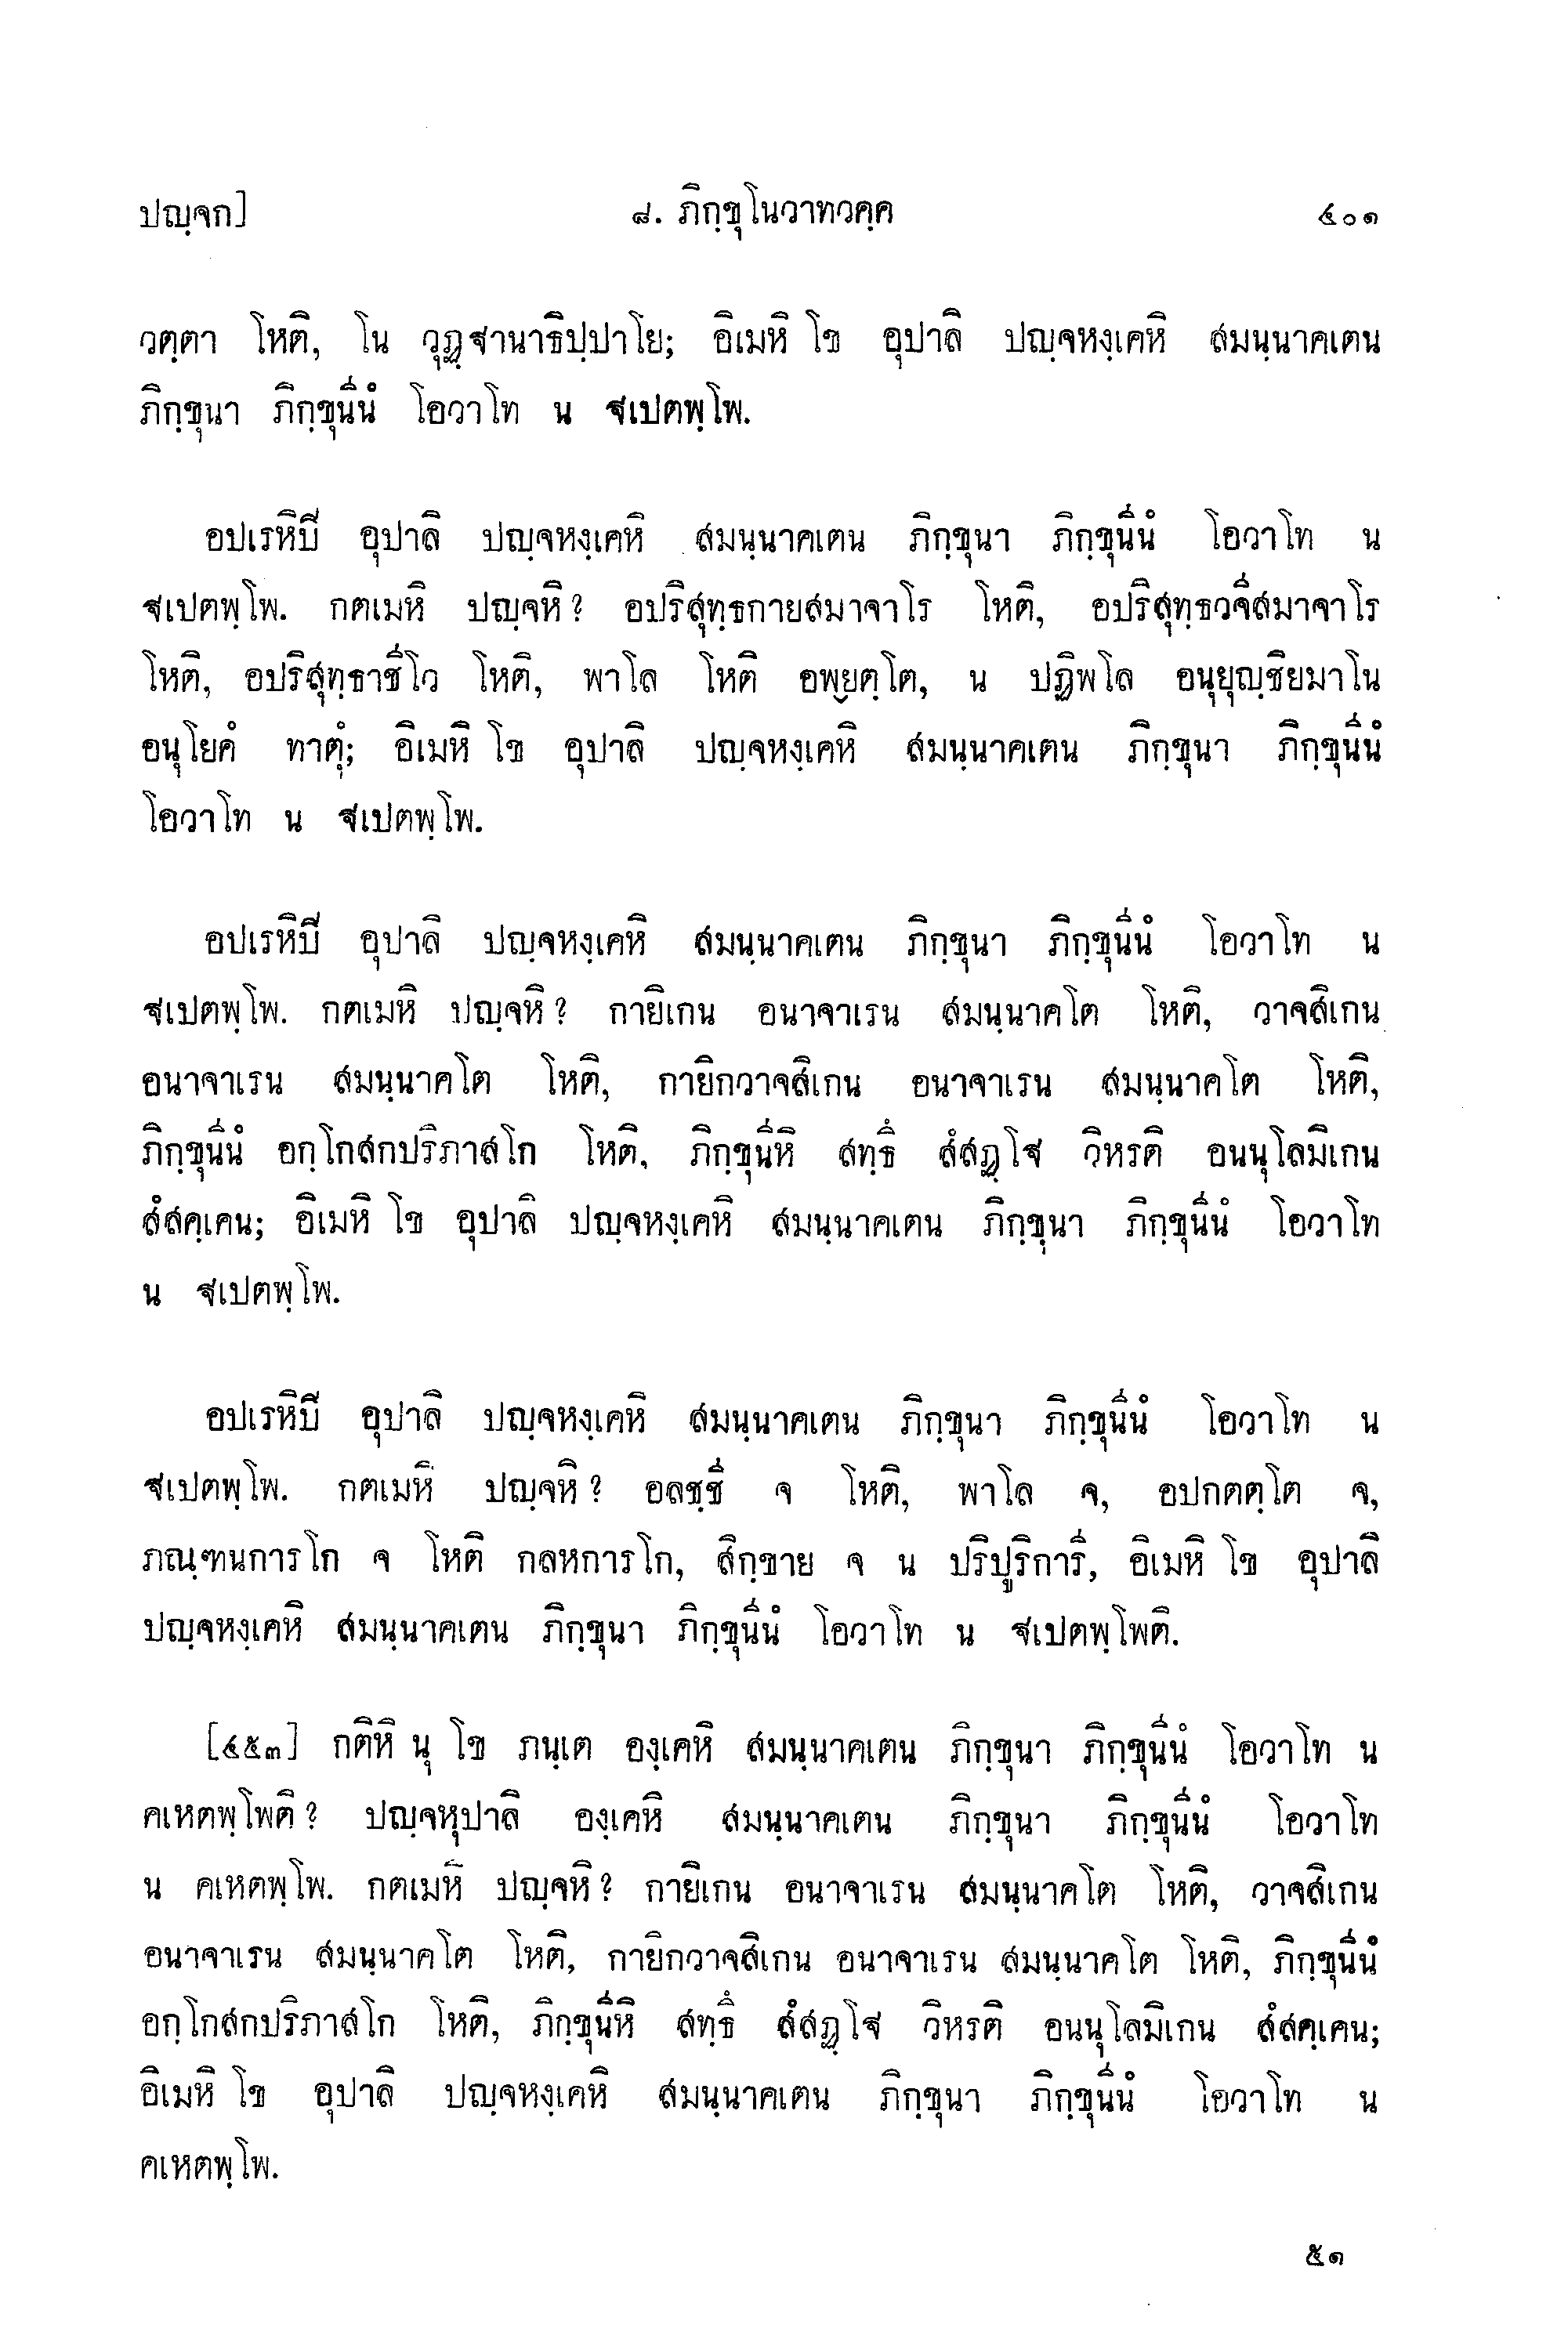 ปญฺจก] ๘. ภิกฺขุโนวาทวคฺค ๔๐๑
วตฺตา โหติ, โน วุฏฺฐานาธิปฺปาโย; อิเมหิ โข อุปาลิ ปญฺจหงฺเคหิ สมนฺนาคเตน
ภิกฺขุนา ภิกฺขุนีนํ โอวาโท น ฐเปตพฺโพ.
อปเรหิปิ อุปาลิ ปญฺจหงฺเคหิ สมนฺนาคเตน ภิกฺขุนา ภิกฺขุนีนํ โอวาโท น
ฐเปตพฺโพ. กตเมหิ ปญฺจหิ? อปริสุทฺธกายสมาจาโร โหติ, อปริสุทฺธวจีสมาจาโร
โหติ, อปริสุทฺธาชีโว โหติ, พาโล โหติ อพฺยตฺโต, น ปฏิพโล อนุยุญฺชิยมาโน
อนุโยคํ ทาตุํ; อิเมหิ โข อุปาลิ ปญฺจหงฺเคหิ สมนฺนาคเตน ภิกฺขุนา ภิกฺขุนีนํ
โอวาโท น ฐเปตพฺโพ.
อปเรหิปิ อุปาลิ ปญฺจหงฺเคหิ สมนฺนาคเตน ภิกฺขุนา ภิกฺขุนีนํ โอวาโท น
ฐเปตพฺโพ. กตเมหิ ปญฺจหิ? กายิเกน อนาจาเรน สมนฺนาคโต โหติ, วาจสิเกน
อนาจาเรน สมนฺนาคโต โหติ, กายิกวาจสิเกน อนาจาเรน สมนฺนาคโต โหติ,
ภิกฺขุนีนํ อกฺโกสกปริภาสโก โหติ, ภิกฺขุนีหิ สทฺธึ สํสฏฺโฐ วิหรติ อนนุโลมิเกน
สํสคฺเคน; อิเมหิ โข อุปาลิ ปญฺจหงฺเคหิ สมนฺนาคเตน ภิกฺขุนา ภิกฺขุนีนํ โอวาโท
น ฐเปตพฺโพ.
อปเรหิปิ อุปาลิ ปญฺจหงฺเคหิ สมนฺนาคเตน ภิกฺขุนา ภิกฺขุนีนํ โอวาโท น
ฐเปตพฺโพ. กตเมหิ ปญฺจหิ? อลชฺชี จ โหติ, พาโล จ, อปกตตฺโต จ,
ภณฺฑนการโก จ โหติ กลหการโก, สิกฺขาย จ น ปริปูริการี, อิเมหิ โข อุปาลิ
ปญฺจหงฺเคหิ สมนฺนาคเตน ภิกฺขุนา ภิกฺขุนีนํ โอวาโท น ฐเปตพฺโพติ.
[๔๕๓] กติหิ นุ โข ภนฺเต องฺเคหิ สมนฺนาคเตน ภิกฺขุนา ภิกฺขุนีนํ โอวาโท น
คเหตพฺโพติ? ปญฺจหุปาลิ องฺเคหิ สมนฺนาคเตน ภิกฺขุนา ภิกฺขุนีนํ โอวาโท
น คเหตพฺโพ. กตเมหิ ปญฺจหิ? กายิเกน อนาจาเรน สมนฺนาคโต โหติ, วาจสิเกน
อนาจาเรน สมนฺนาคโต โหติ, กายิกวาจสิเกน อนาจาเรน สมนฺนาคโต โหติ, ภิกฺขุนีนํ
อกฺโกสกปริภาสโก โหติ, ภิกฺขุนีหิ สทฺธึ สํสฏฺโฐ วิหรติ อนนุโลมิเกน สํสคฺเคน;
อิเมหิ โข อุปาลิ ปญฺจหงฺเคหิ สมนฺนาคเตน ภิกฺขุนา ภิกฺขุนีนํ โอวาโท น
คเหตพฺโพ.
๕๑